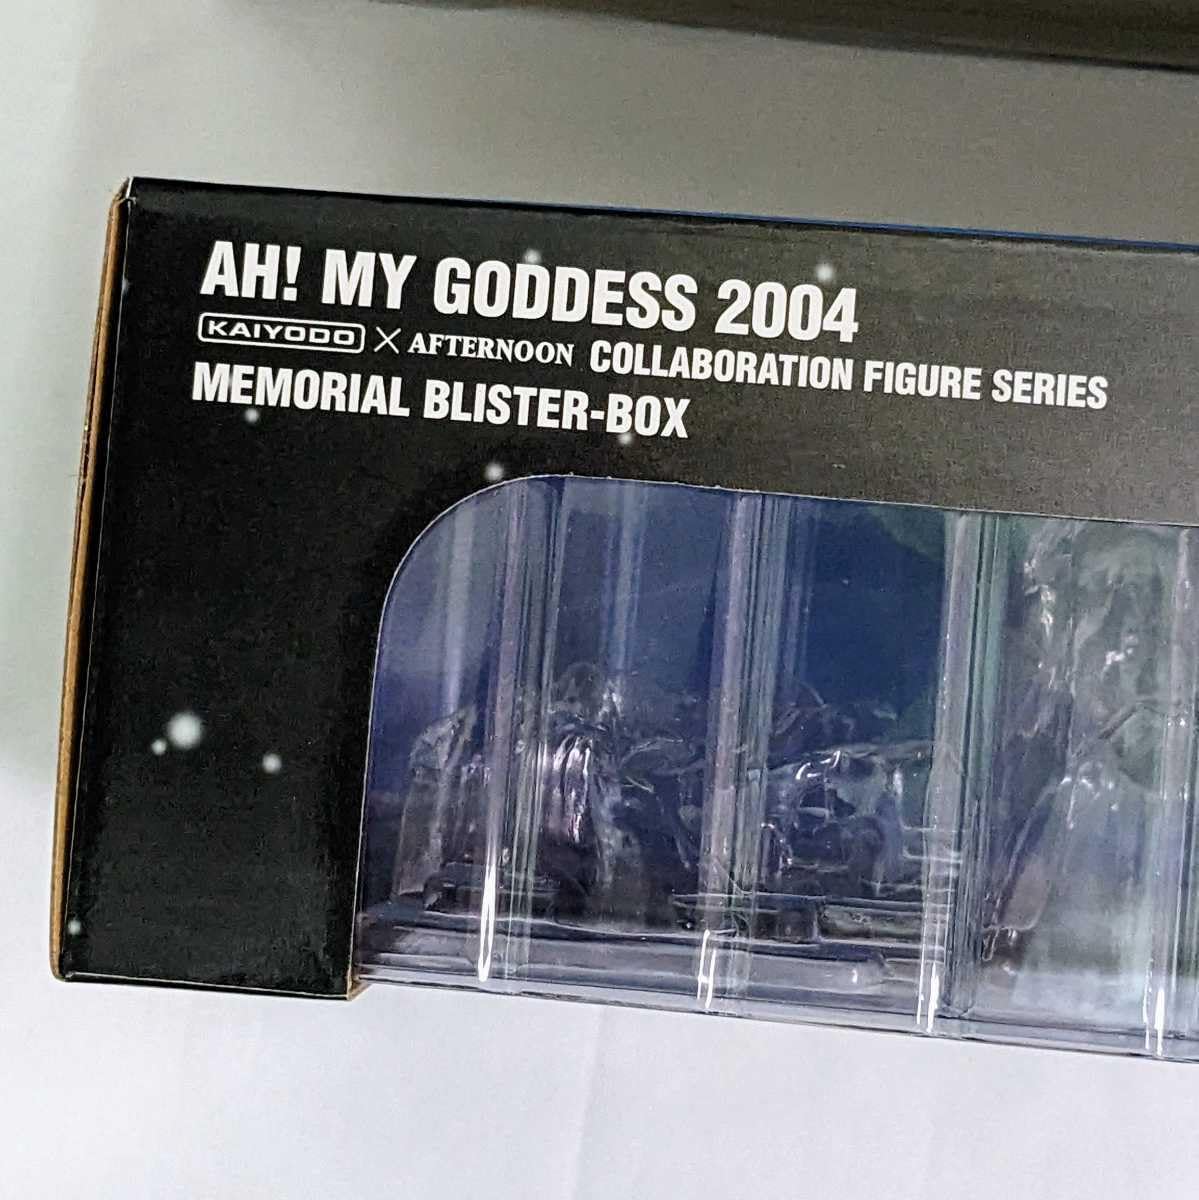 AH! MY GODDESS 2004
KAIYODO × AFTERNOON COLLABORATION FIGURE SERIES
MEMORIAL BLISTER-BOX